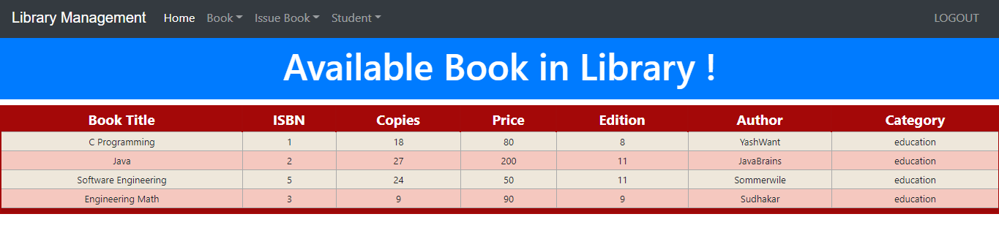 Library Management Home Book Issue Book Student LOGOUT
Available Book in Library !
Book Title ISBN Copies Price Edition Author Category
C Programming 1 18 80 8 YashWant education
Java 2 27 200 11 JavaBrains education
Software Engineering 5 24 50 11 Sommerwile education
Engineering Math 3 9 90 9 Sudhakar education